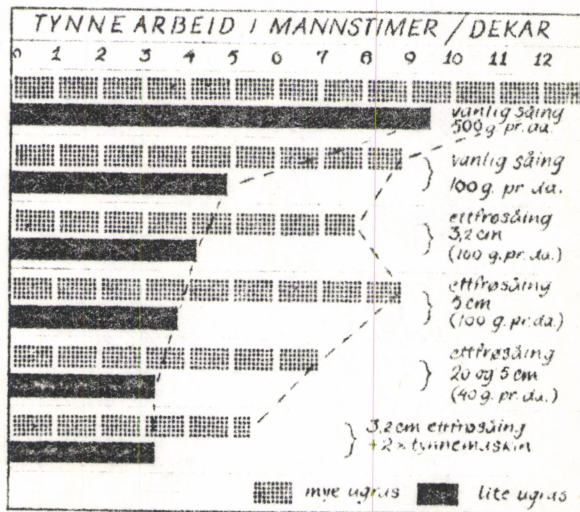 TYNNEARBEID I MANNSTIMER / DEKAR
0 1 2 3 4 5 6 7 8 9 10 11 12
vanlig såing
500 g. pr. da.
vanlig såing
100 g. pr. da.
ettfrøsåing
3,2 cm
(100 g. pr. da.)
ettfrøsåing
5 cm
(100 g. pr. da.)
ettfrøsåing
20 og 5 cm
(40 g. pr. da.)
3,2 cm ettfrøsåing
+ 2 x tynnemaskin
mye ugras
lite ugras